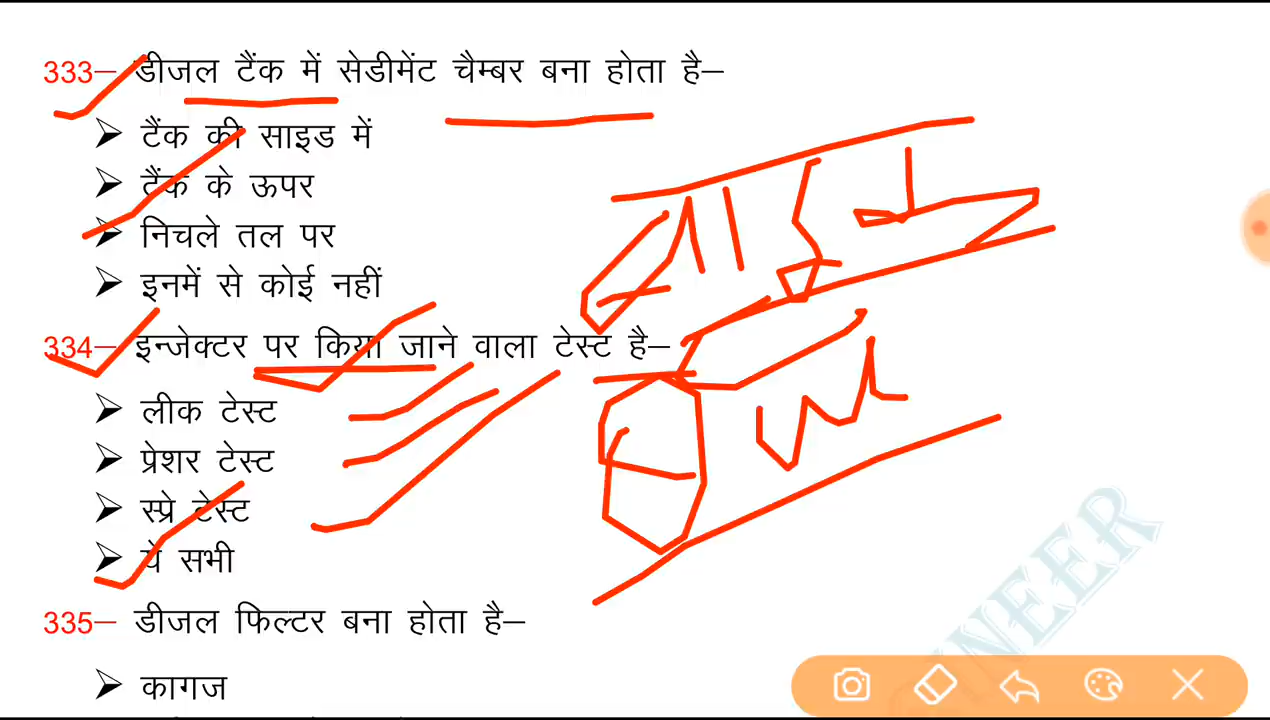 333– डीजल टैंक में सेडीमेंट चैम्बर बना होता है–
➤ टैंक की साइड में
➤ टैंक के ऊपर
➤ निचले तल पर
➤ इनमें से कोई नहीं
334– इन्जेक्टर पर किया जाने वाला टेस्ट है–
➤ लीक टेस्ट
➤ प्रेशर टेस्ट
➤ स्प्रे टेस्ट
➤ ये सभी
335– डीजल फिल्टर बना होता है–
➤ कागज